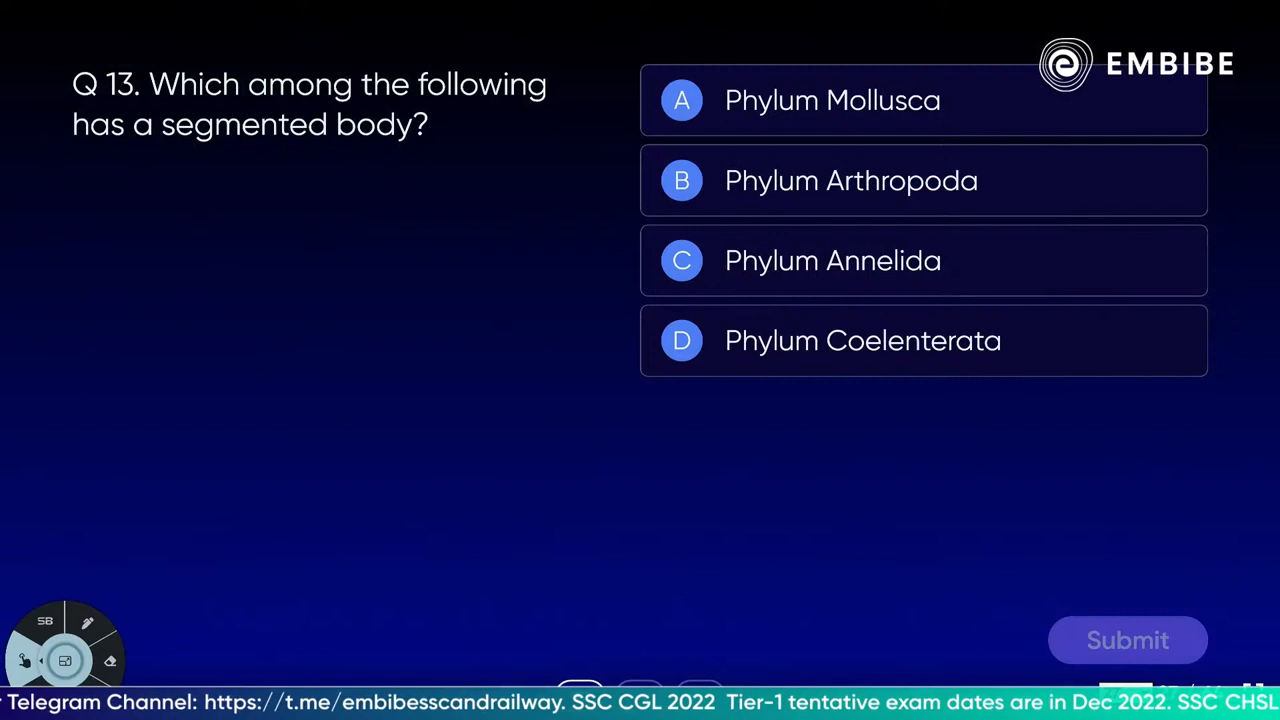 EMBIBE
Q 13. Which among the following
has a segmented body?
A Phylum Mollusca
B Phylum Arthropoda
C Phylum Annelida
D Phylum Coelenterata
SB
Submit
Telegram Channel: https://t.me/embibesscandrailway. SSC CGL 2022 Tier-1 tentative exam dates are in Dec 2022. SSC CHSL